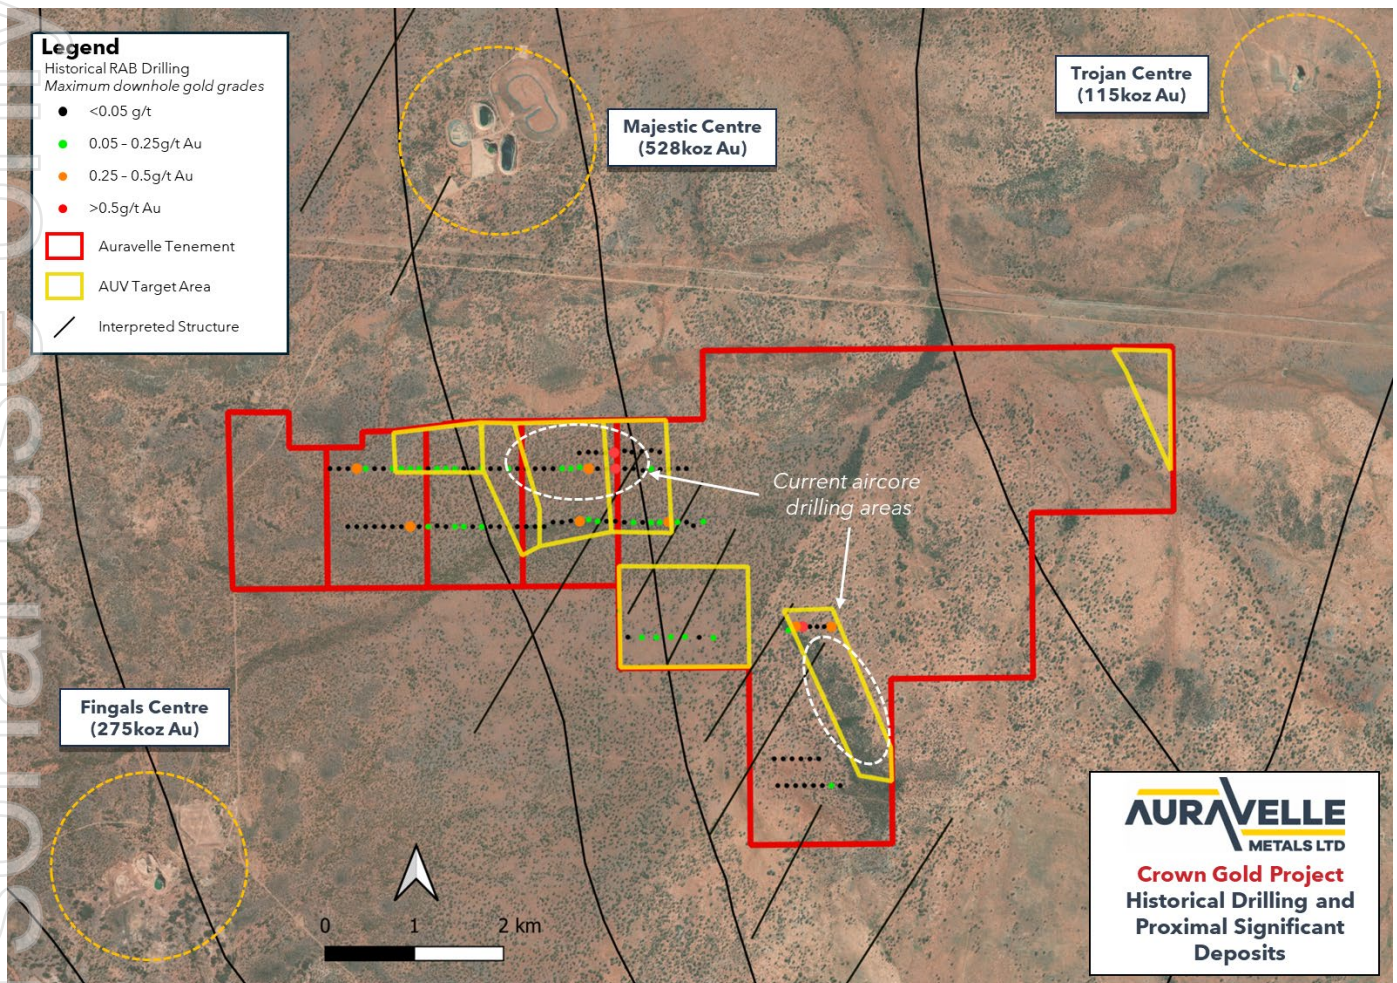 Legend
Historical RAB Drilling
Maximum downhole gold grades
<0.05 g/t
0.05 – 0.25g/t Au
0.25 – 0.5g/t Au
>0.5g/t Au
Auravelle Tenement
AUV Target Area
Interpreted Structure
Majestic Centre
(528koz Au)
Trojan Centre
(115koz Au)
Current aircore
drilling areas
Fingals Centre
(275koz Au)
0 1 2 km
AURAVELLE
METALS LTD
Crown Gold Project
Historical Drilling and
Proximal Significant
Deposits